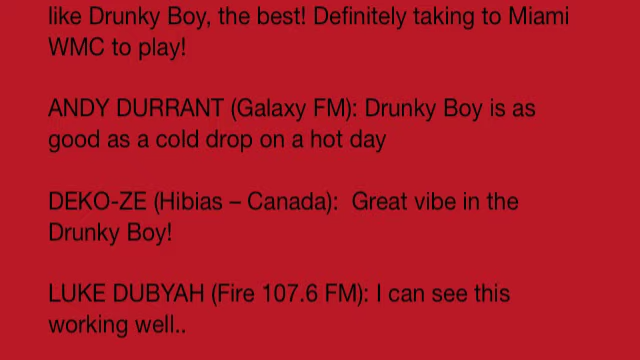 like Drunky Boy, the best! Definitely taking to Miami
WMC to play!
ANDY DURRANT (Galaxy FM): Drunky Boy is as
good as a cold drop on a hot day
DEKO-ZE (Hibias – Canada):  Great vibe in the
Drunky Boy!
LUKE DUBYAH (Fire 107.6 FM): I can see this
working well..